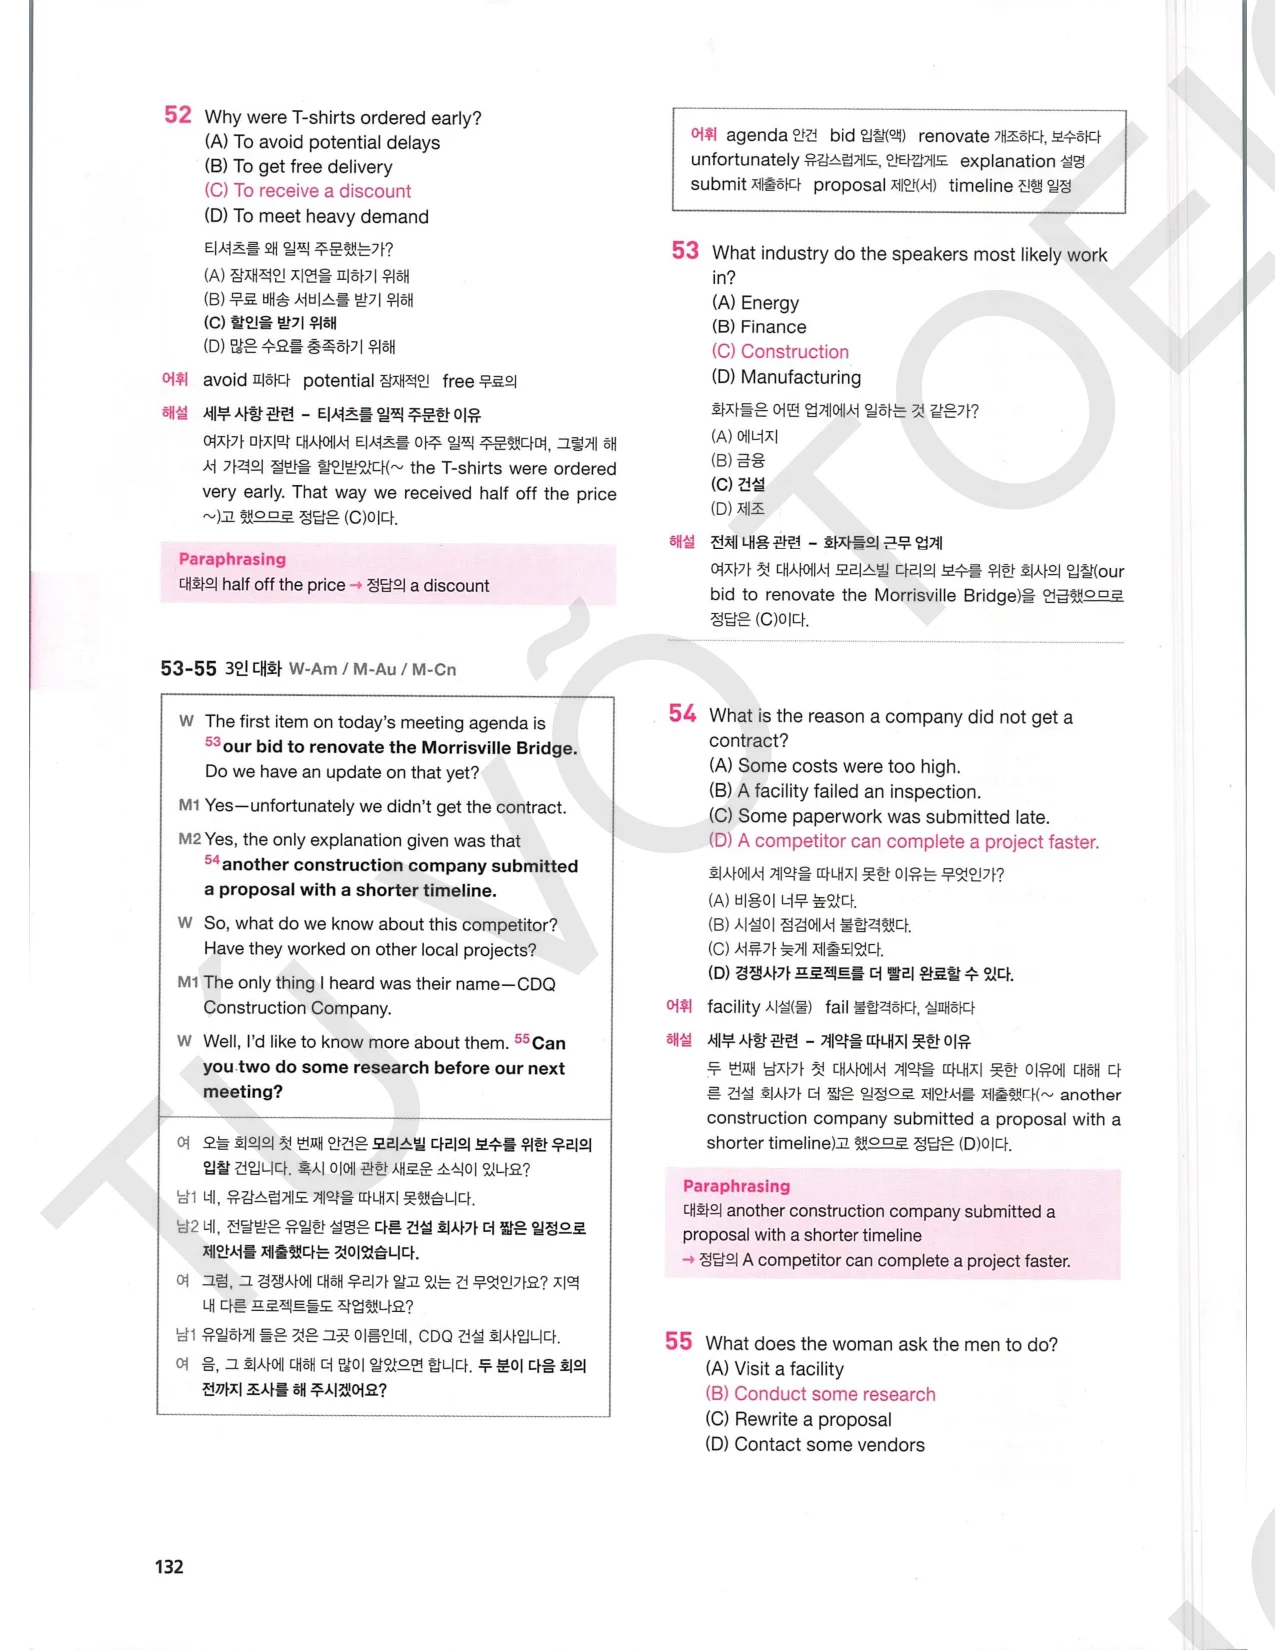 52 Why were T-shirts ordered early?
(A) To avoid potential delays
(B) To get free delivery
(C) To receive a discount
(D) To meet heavy demand
티셔츠를 왜 일찍 주문했는가?
(A) 잠재적인 지연을 피하기 위해
(B) 무료 배송 서비스를 받기 위해
(C) 할인을 받기 위해
(D) 많은 수요를 충족하기 위해
어휘 avoid 피하다 potential 잠재적인 free 무료의
해설 세부 사항 관련 – 티셔츠를 일찍 주문한 이유
여자가 마지막 대사에서 티셔츠를 아주 일찍 주문했다며, 그렇게 해
서 가격의 절반을 할인받았다(~ the T-shirts were ordered
very early. That way we received half off the price
~)고 했으므로 정답은 (C)이다.
Paraphrasing
대화의 half off the price → 정답의 a discount
53-55 3인 대화 W-Am / M-Au / M-Cn
W The first item on today's meeting agenda is
53 our bid to renovate the Morrisville Bridge.
Do we have an update on that yet?
M1 Yes—unfortunately we didn't get the contract.
M2 Yes, the only explanation given was that
54 another construction company submitted
a proposal with a shorter timeline.
W So, what do we know about this competitor?
Have they worked on other local projects?
M1 The only thing I heard was their name—CDQ
Construction Company.
W Well, I'd like to know more about them. 55 Can
you two do some research before our next
meeting?
여 오늘 회의의 첫 번째 안건은 모리스빌 다리의 보수를 위한 우리의
입찰 건입니다. 혹시 이에 관한 새로운 소식이 있나요?
남1 네, 유감스럽게도 계약을 따내지 못했습니다.
남2 네, 전달받은 유일한 설명은 다른 건설 회사가 더 짧은 일정으로
제안서를 제출했다는 것이었습니다.
여 그럼, 그 경쟁사에 대해 우리가 알고 있는 건 무엇인가요? 지역
내 다른 프로젝트들도 작업했나요?
남1 유일하게 들은 것은 그곳 이름인데, CDQ 건설 회사입니다.
여 음, 그 회사에 대해 더 많이 알았으면 합니다. 두 분이 다음 회의
전까지 조사를 해 주시겠어요?
132
어휘 agenda 안건 bid 입찰(액) renovate 개조하다, 보수하다
unfortunately 유감스럽게도, 안타깝게도 explanation 설명
submit 제출하다 proposal 제안(서) timeline 진행 일정
53 What industry do the speakers most likely work
in?
(A) Energy
(B) Finance
(C) Construction
(D) Manufacturing
화자들은 어떤 업계에서 일하는 것 같은가?
(A) 에너지
(B) 금융
(C) 건설
(D) 제조
해설 전체 내용 관련 – 화자들의 근무 업계
여자가 첫 대사에서 모리스빌 다리의 보수를 위한 회사의 입찰(our
bid to renovate the Morrisville Bridge)을 언급했으므로
정답은 (C)이다.
54 What is the reason a company did not get a
contract?
(A) Some costs were too high.
(B) A facility failed an inspection.
(C) Some paperwork was submitted late.
(D) A competitor can complete a project faster.
회사에서 계약을 따내지 못한 이유는 무엇인가?
(A) 비용이 너무 높았다.
(B) 시설이 점검에서 불합격했다.
(C) 서류가 늦게 제출되었다.
(D) 경쟁사가 프로젝트를 더 빨리 완료할 수 있다.
어휘 facility 시설(물) fail 불합격하다, 실패하다
해설 세부 사항 관련 – 계약을 따내지 못한 이유
두 번째 남자가 첫 대사에서 계약을 따내지 못한 이유에 대해 다
른 건설 회사가 더 짧은 일정으로 제안서를 제출했다(~ another
construction company submitted a proposal with a
shorter timeline)고 했으므로 정답은 (D)이다.
Paraphrasing
대화의 another construction company submitted a
proposal with a shorter timeline
→ 정답의 A competitor can complete a project faster.
55 What does the woman ask the men to do?
(A) Visit a facility
(B) Conduct some research
(C) Rewrite a proposal
(D) Contact some vendors
TÚ VÕ TOEIC